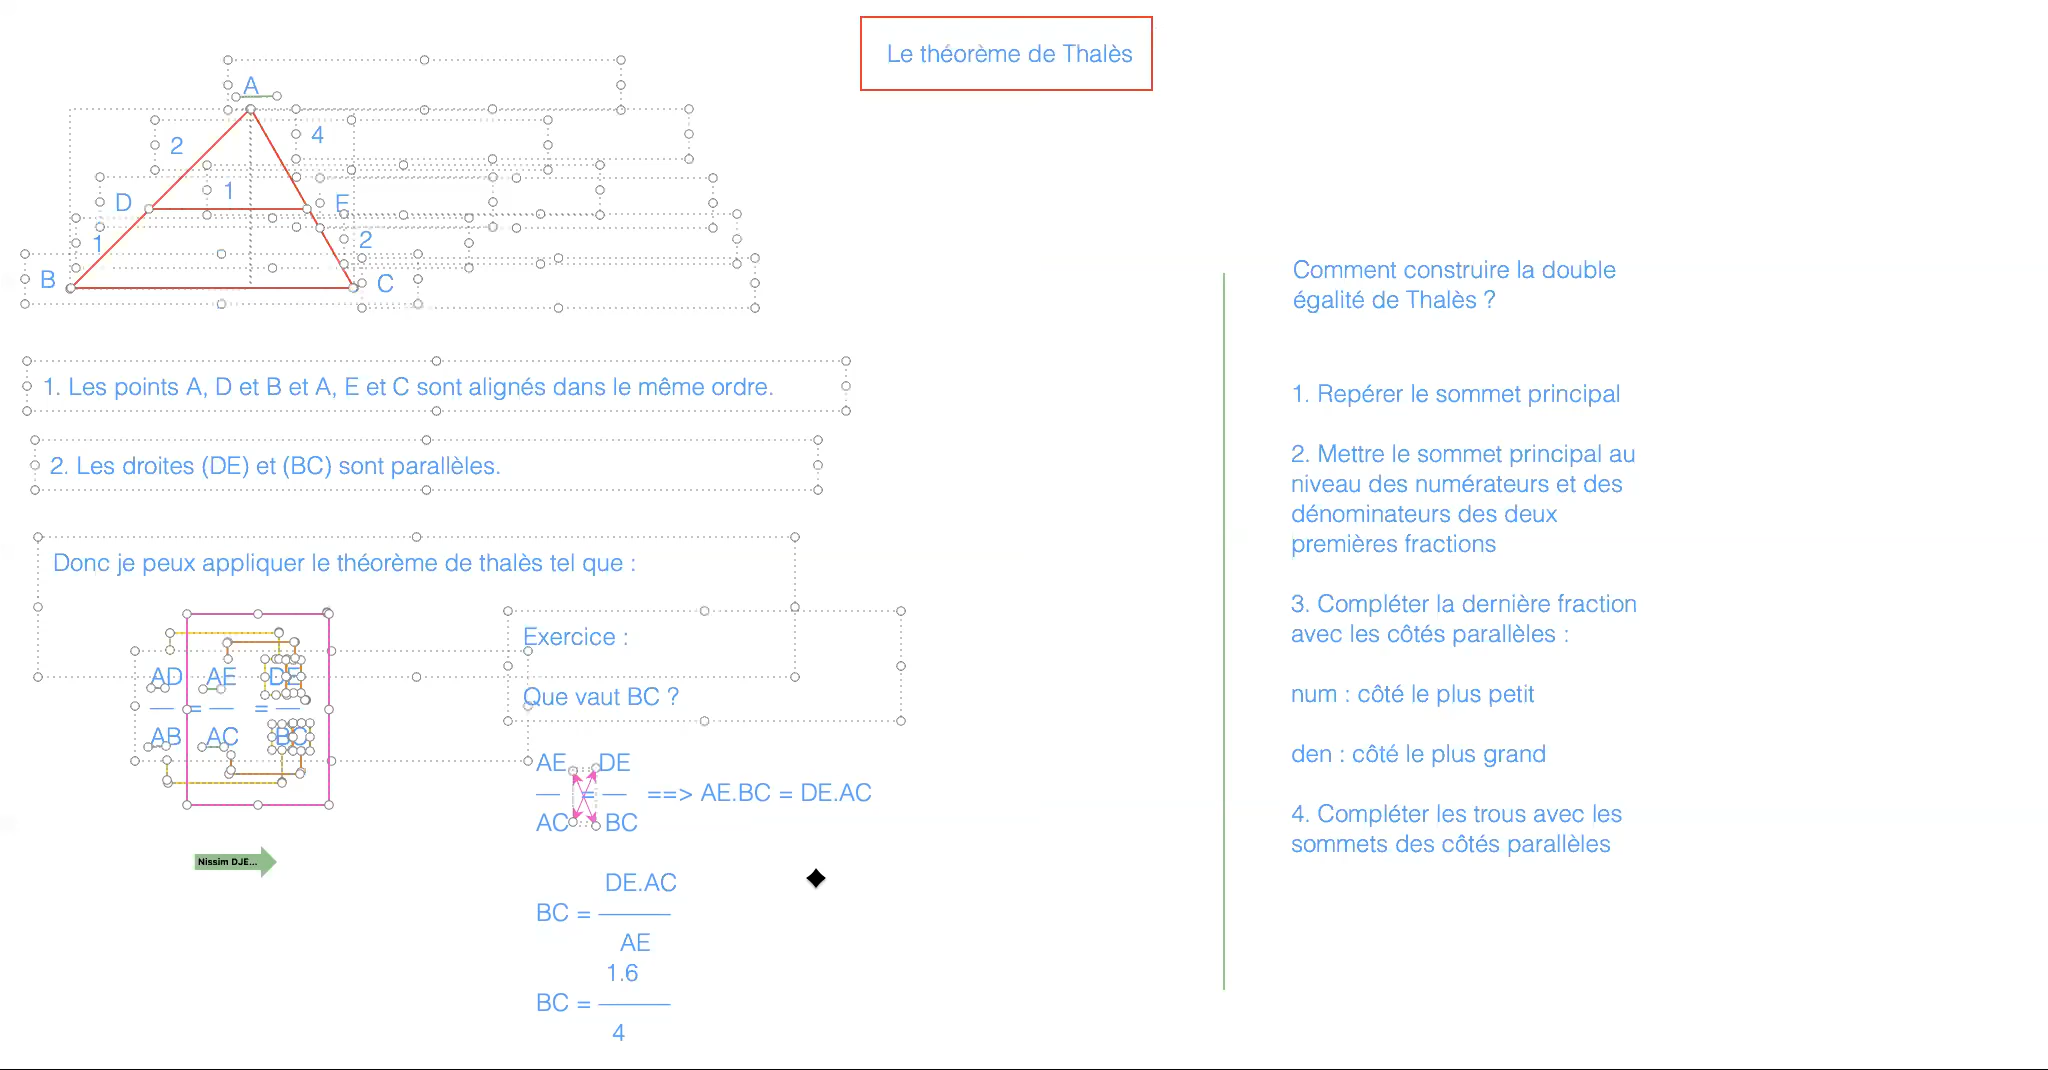 Le théorème de Thalès
A
2
4
D
1
E
1
2
B
C
1. Les points A, D et B et A, E et C sont alignés dans le même ordre.
2. Les droites (DE) et (BC) sont parallèles.
Donc je peux appliquer le théorème de thalès tel que :
AD AE DE
— = — = —
AB AC BC
Nissim DJE...
Exercice :
Que vaut BC ?
AE DE
— = — ==> AE.BC = DE.AC
AC BC
DE.AC
BC = ———
AE
1.6
BC = ———
4
Comment construire la double
égalité de Thalès ?
1. Repérer le sommet principal
2. Mettre le sommet principal au
niveau des numérateurs et des
dénominateurs des deux
premières fractions
3. Compléter la dernière fraction
avec les côtés parallèles :
num : côté le plus petit
den : côté le plus grand
4. Compléter les trous avec les
sommets des côtés parallèles